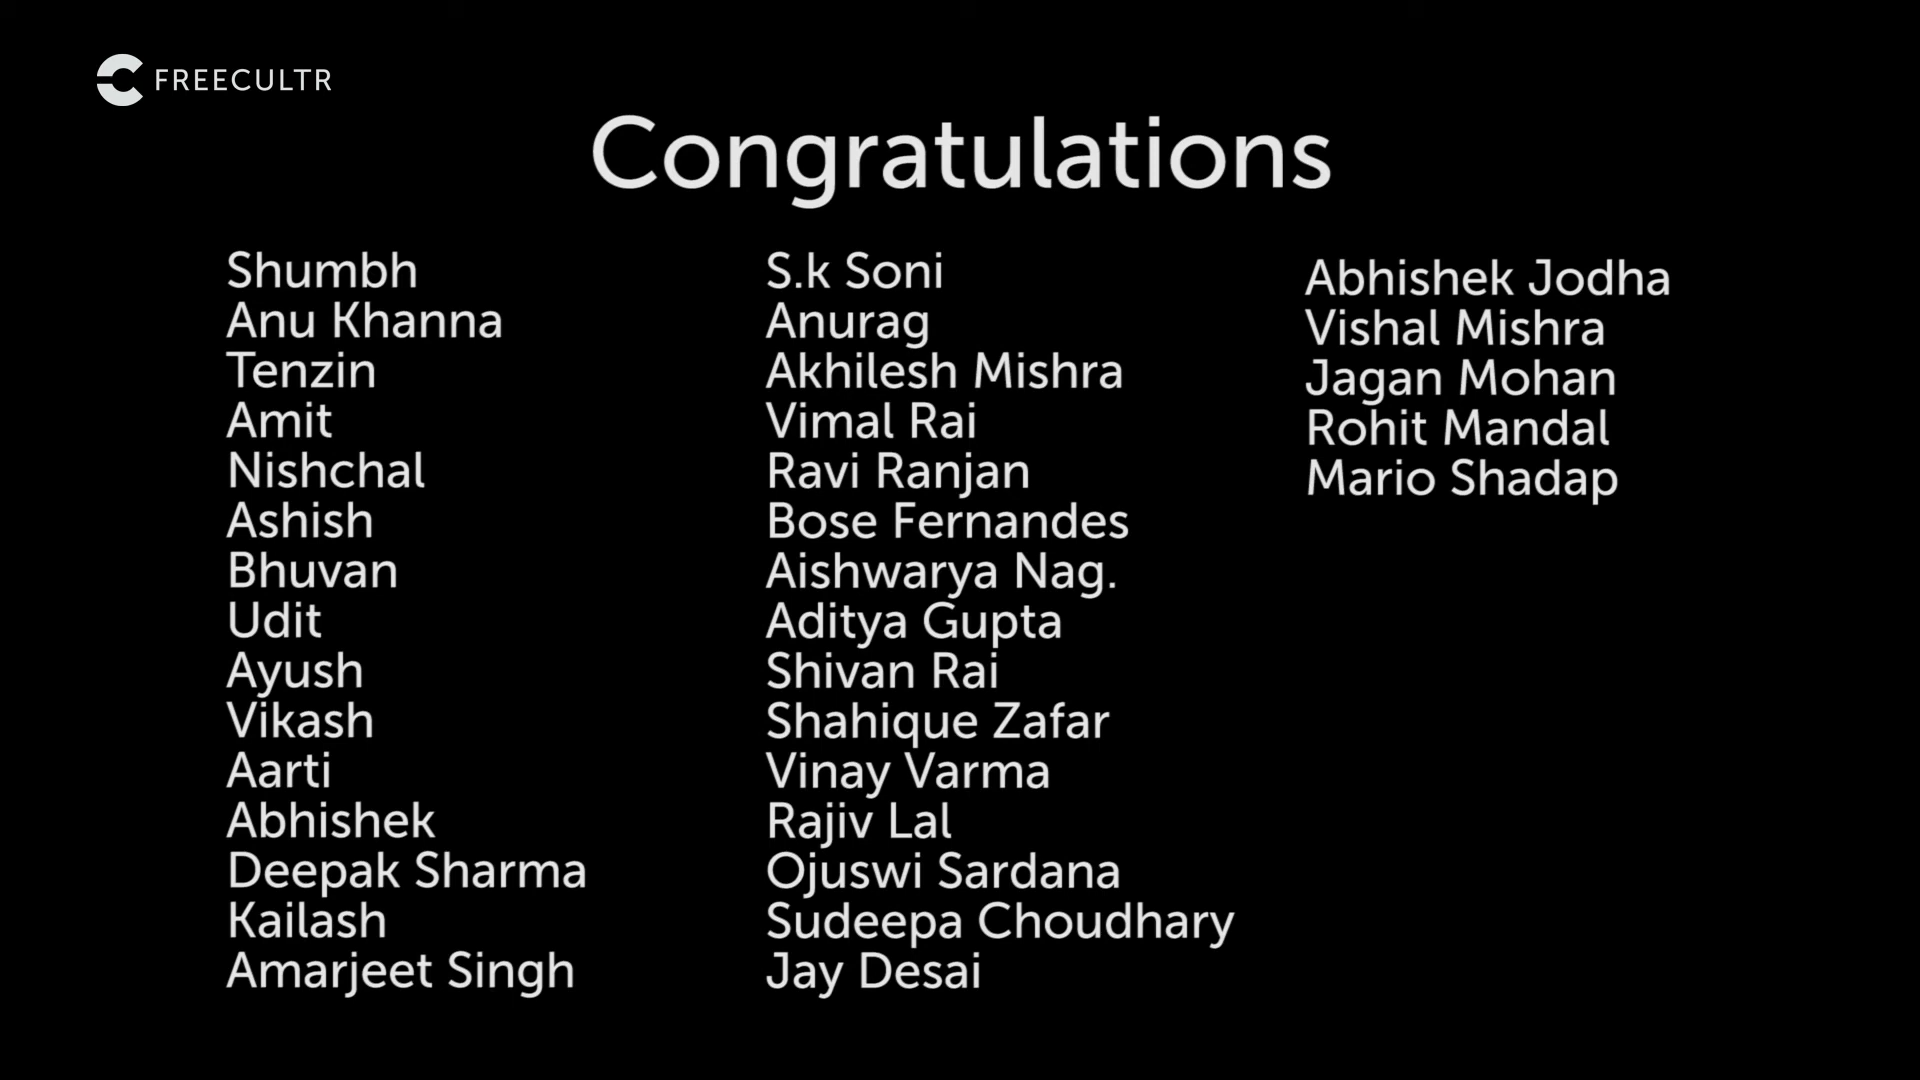 FREECULTR
Congratulations
Shumbh
Anu Khanna
Tenzin
Amit
Nishchal
Ashish
Bhuvan
Udit
Ayush
Vikash
Aarti
Abhishek
Deepak Sharma
Kailash
Amarjeet Singh
S.k Soni
Anurag
Akhilesh Mishra
Vimal Rai
Ravi Ranjan
Bose Fernandes
Aishwarya Nag.
Aditya Gupta
Shivan Rai
Shahique Zafar
Vinay Varma
Rajiv Lal
Ojuswi Sardana
Sudeepa Choudhary
Jay Desai
Abhishek Jodha
Vishal Mishra
Jagan Mohan
Rohit Mandal
Mario Shadap